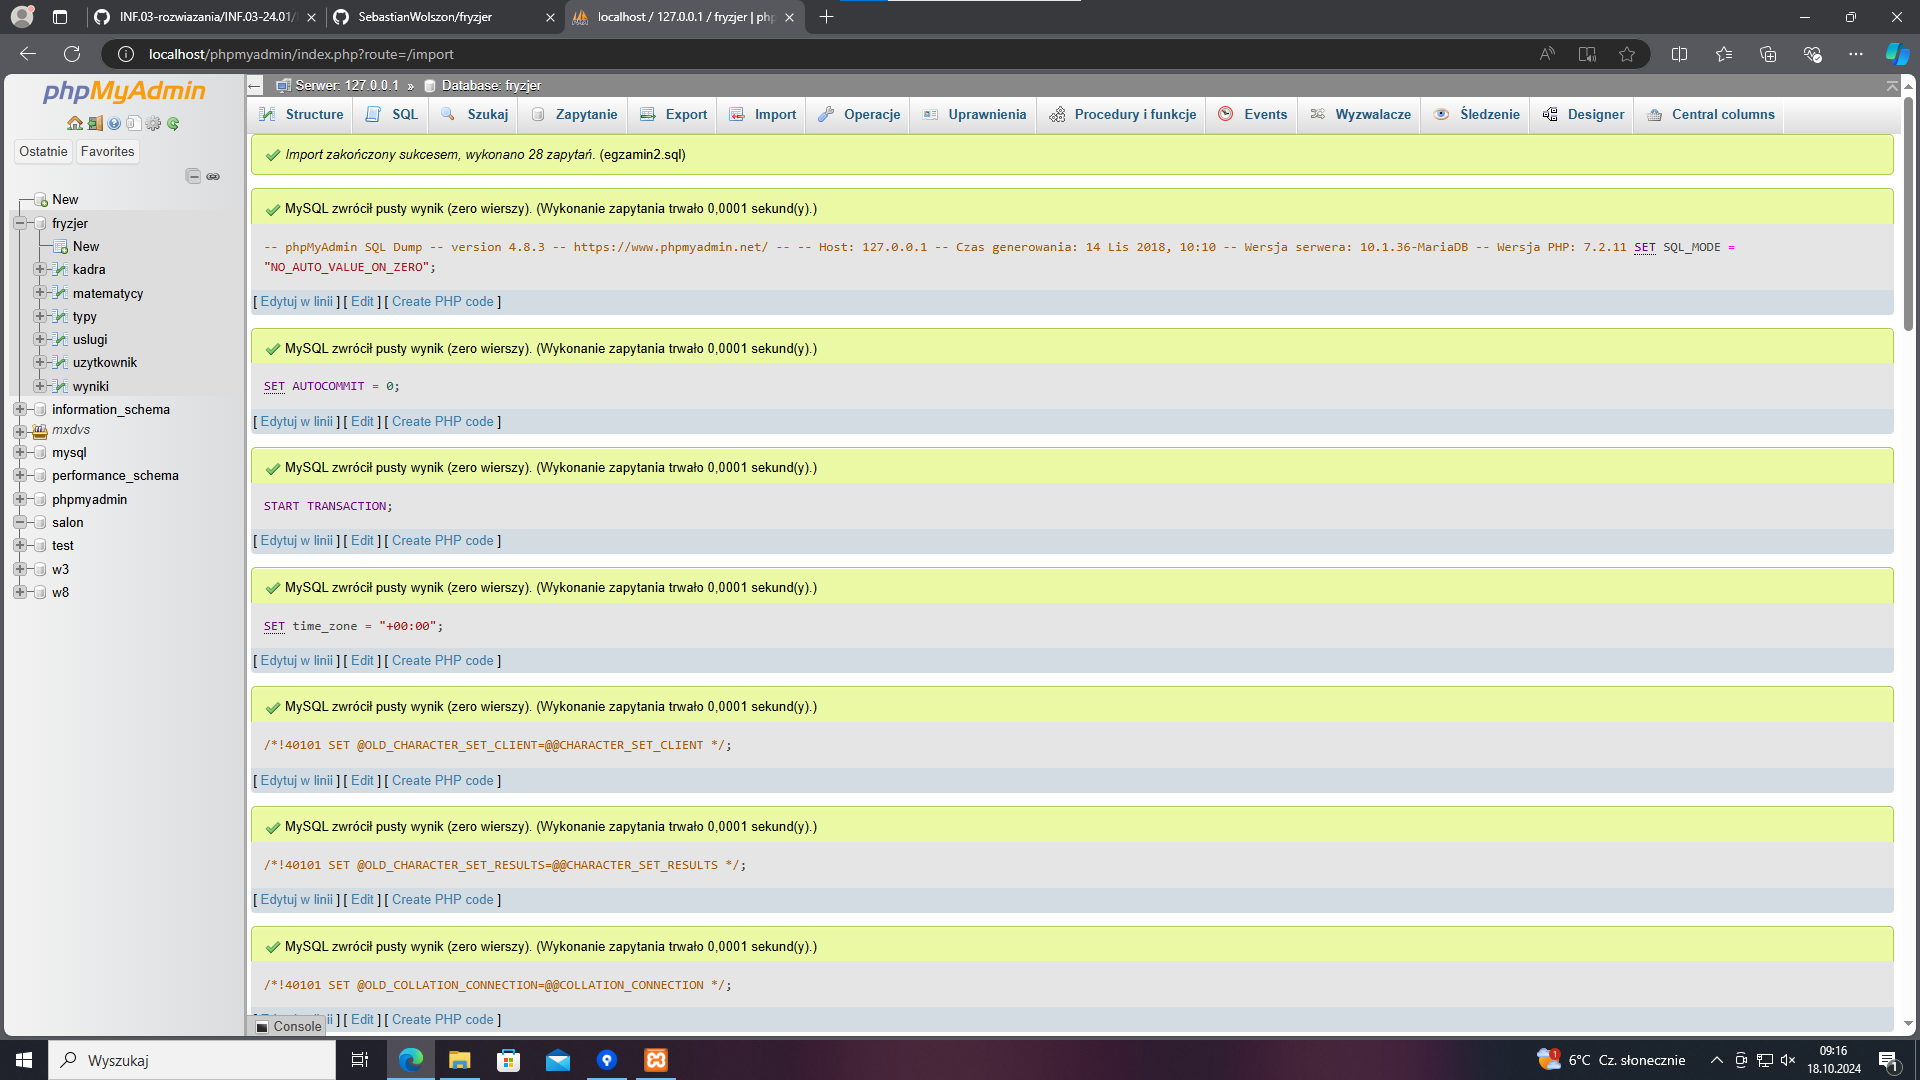 INF.03-rozwiazania/INF.03-24.01/
SebastianWolszon/fryzjer
localhost / 127.0.0.1 / fryzjer | php
localhost/phpmyadmin/index.php?route=/import
phpMyAdmin
Ostatnie
Favorites
New
fryzjer
New
kadra
matematycy
typy
uslugi
uzytkownik
wyniki
information_schema
mxdvs
mysql
performance_schema
phpmyadmin
salon
test
w3
w8
Serwer: 127.0.0.1 » Database: fryzjer
Structure SQL Szukaj Zapytanie Export Import Operacje Uprawnienia Procedury i funkcje Events Wyzwalacze Śledzenie Designer Central columns
Import zakończony sukcesem, wykonano 28 zapytań. (egzamin2.sql)
MySQL zwrócił pusty wynik (zero wierszy). (Wykonanie zapytania trwało 0,0001 sekund(y).)
-- phpMyAdmin SQL Dump -- version 4.8.3 -- https://www.phpmyadmin.net/ -- -- Host: 127.0.0.1 -- Czas generowania: 14 Lis 2018, 10:10 -- Wersja serwera: 10.1.36-MariaDB -- Wersja PHP: 7.2.11 SET SQL_MODE =
"NO_AUTO_VALUE_ON_ZERO";
[ Edytuj w linii ] [ Edit ] [ Create PHP code ]
MySQL zwrócił pusty wynik (zero wierszy). (Wykonanie zapytania trwało 0,0001 sekund(y).)
SET AUTOCOMMIT = 0;
[ Edytuj w linii ] [ Edit ] [ Create PHP code ]
MySQL zwrócił pusty wynik (zero wierszy). (Wykonanie zapytania trwało 0,0001 sekund(y).)
START TRANSACTION;
[ Edytuj w linii ] [ Edit ] [ Create PHP code ]
MySQL zwrócił pusty wynik (zero wierszy). (Wykonanie zapytania trwało 0,0001 sekund(y).)
SET time_zone = "+00:00";
[ Edytuj w linii ] [ Edit ] [ Create PHP code ]
MySQL zwrócił pusty wynik (zero wierszy). (Wykonanie zapytania trwało 0,0001 sekund(y).)
/*!40101 SET @OLD_CHARACTER_SET_CLIENT=@@CHARACTER_SET_CLIENT */;
[ Edytuj w linii ] [ Edit ] [ Create PHP code ]
MySQL zwrócił pusty wynik (zero wierszy). (Wykonanie zapytania trwało 0,0001 sekund(y).)
/*!40101 SET @OLD_CHARACTER_SET_RESULTS=@@CHARACTER_SET_RESULTS */;
[ Edytuj w linii ] [ Edit ] [ Create PHP code ]
MySQL zwrócił pusty wynik (zero wierszy). (Wykonanie zapytania trwało 0,0001 sekund(y).)
/*!40101 SET @OLD_COLLATION_CONNECTION=@@COLLATION_CONNECTION */;
nii ] [ Edit ] [ Create PHP code ]
Console
Wyszukaj
1
6°C Cz. słonecznie
09:16
18.10.2024
1